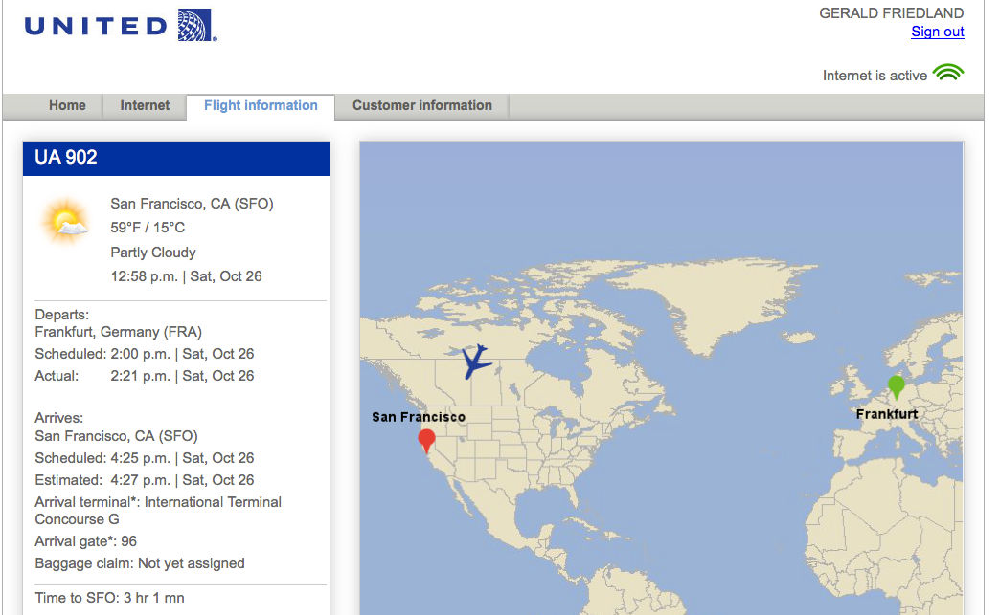 UNITED
GERALD FRIEDLAND
Sign out
Internet is active
Home Internet Flight information Customer information
UA 902
San Francisco, CA (SFO)
59°F / 15°C
Partly Cloudy
12:58 p.m. | Sat, Oct 26
Departs:
Frankfurt, Germany (FRA)
Scheduled: 2:00 p.m. | Sat, Oct 26
Actual: 2:21 p.m. | Sat, Oct 26
Arrives:
San Francisco, CA (SFO)
Scheduled: 4:25 p.m. | Sat, Oct 26
Estimated: 4:27 p.m. | Sat, Oct 26
Arrival terminal*: International Terminal
Concourse G
Arrival gate*: 96
Baggage claim: Not yet assigned
Time to SFO: 3 hr 1 mn
San Francisco
Frankfurt